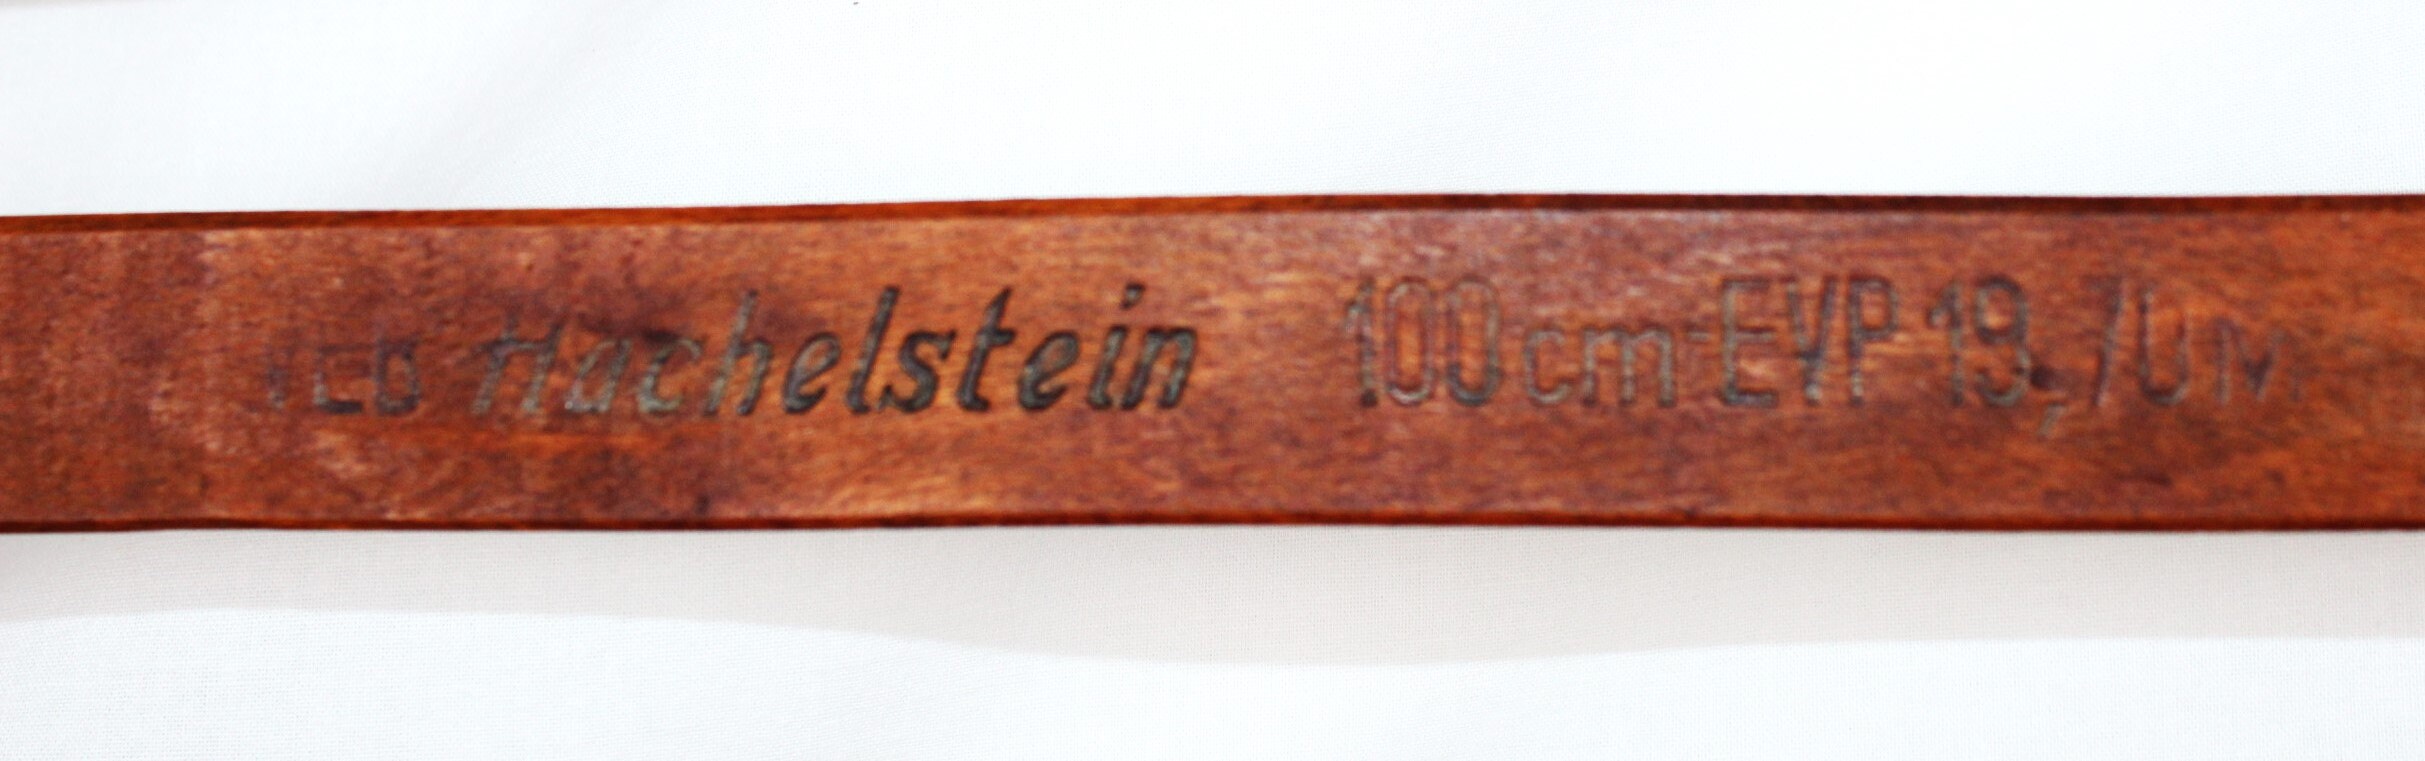 VEB Hachelstein 100 cm EVP 19,70 M